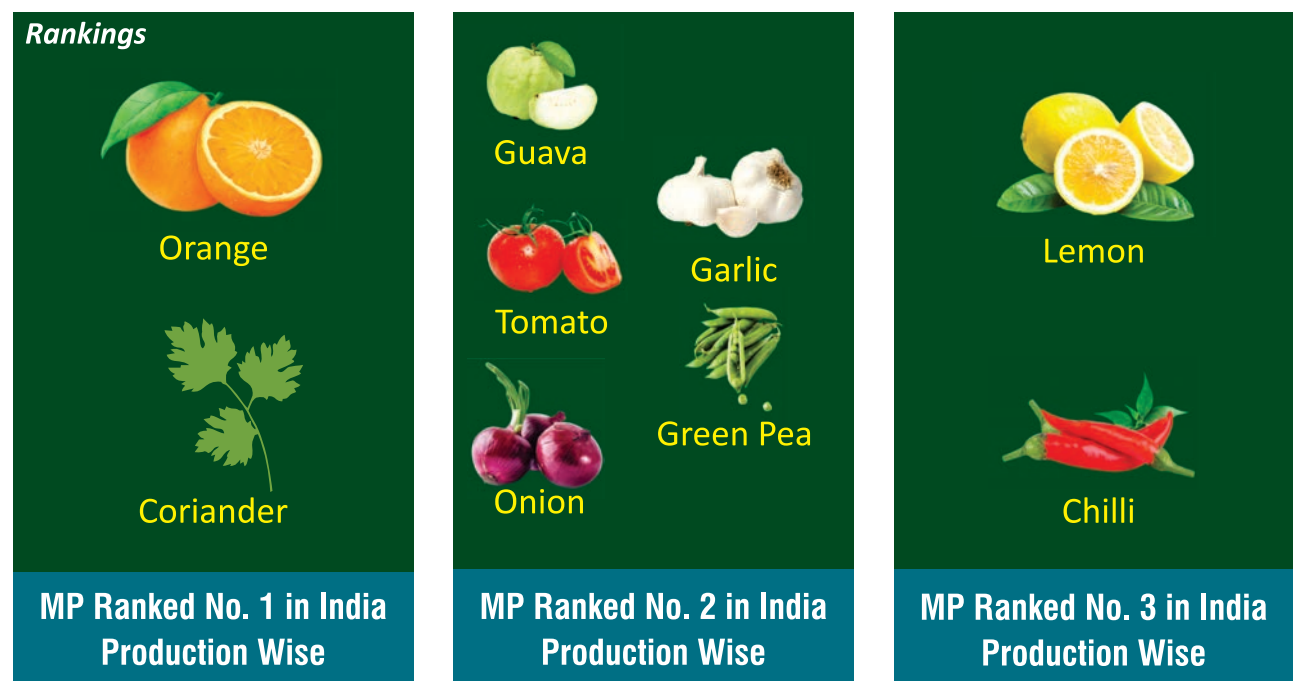 Rankings
Orange
Coriander
MP Ranked No. 1 in India
Production Wise
Guava
Garlic
Tomato
Green Pea
Onion
MP Ranked No. 2 in India
Production Wise
Lemon
Chilli
MP Ranked No. 3 in India
Production Wise